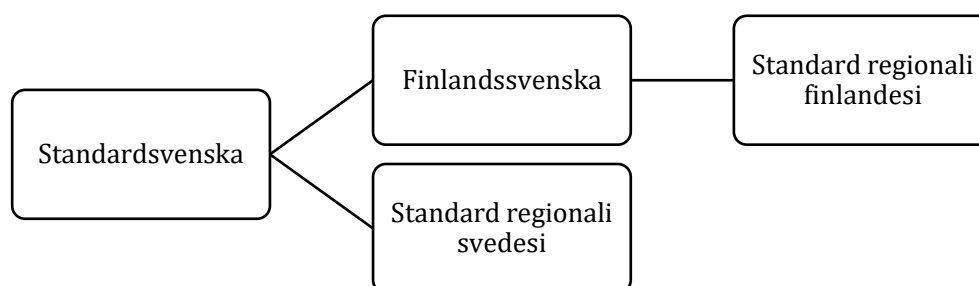 Standardsvenska
Finlandssvenska
Standard regionali
svedesi
Standard regionali
finlandesi